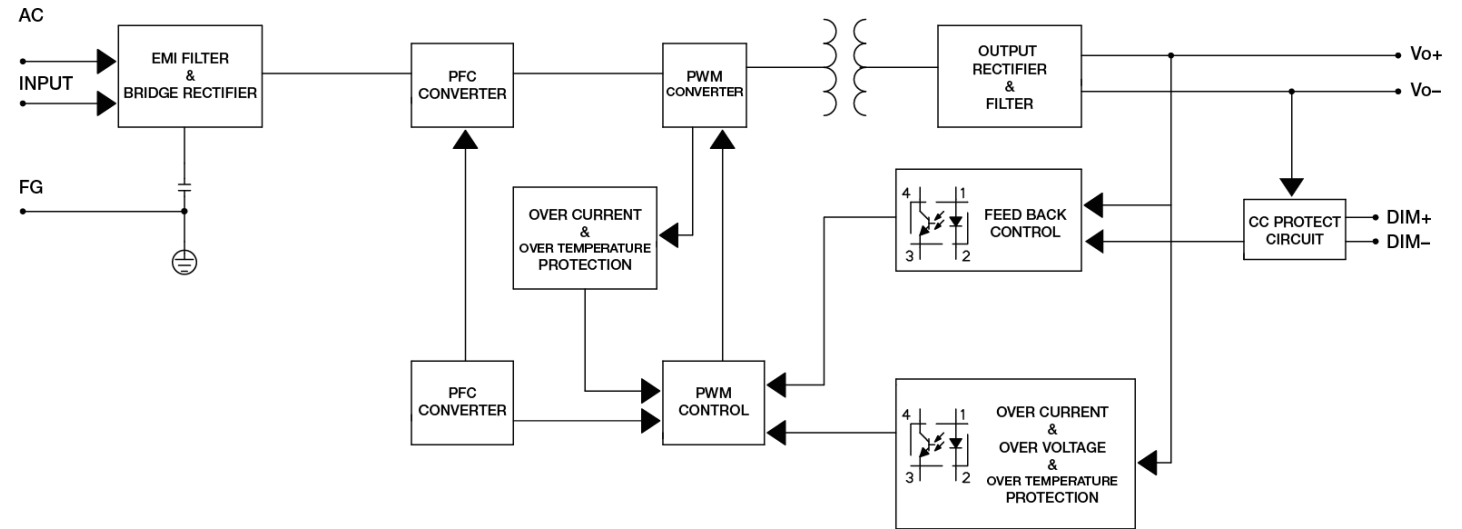 AC
INPUT
FG
EMI FILTER
&
BRIDGE RECTIFIER
PFC
CONVERTER
PWM
CONVERTER
OUTPUT
RECTIFIER
&
FILTER
Vo+
Vo−
OVER CURRENT
&
OVER TEMPERATURE
PROTECTION
4 1
3 2
FEED BACK
CONTROL
CC PROTECT
CIRCUIT
DIM+
DIM−
PFC
CONVERTER
PWM
CONTROL
4 1
3 2
OVER CURRENT
&
OVER VOLTAGE
&
OVER TEMPERATURE
PROTECTION